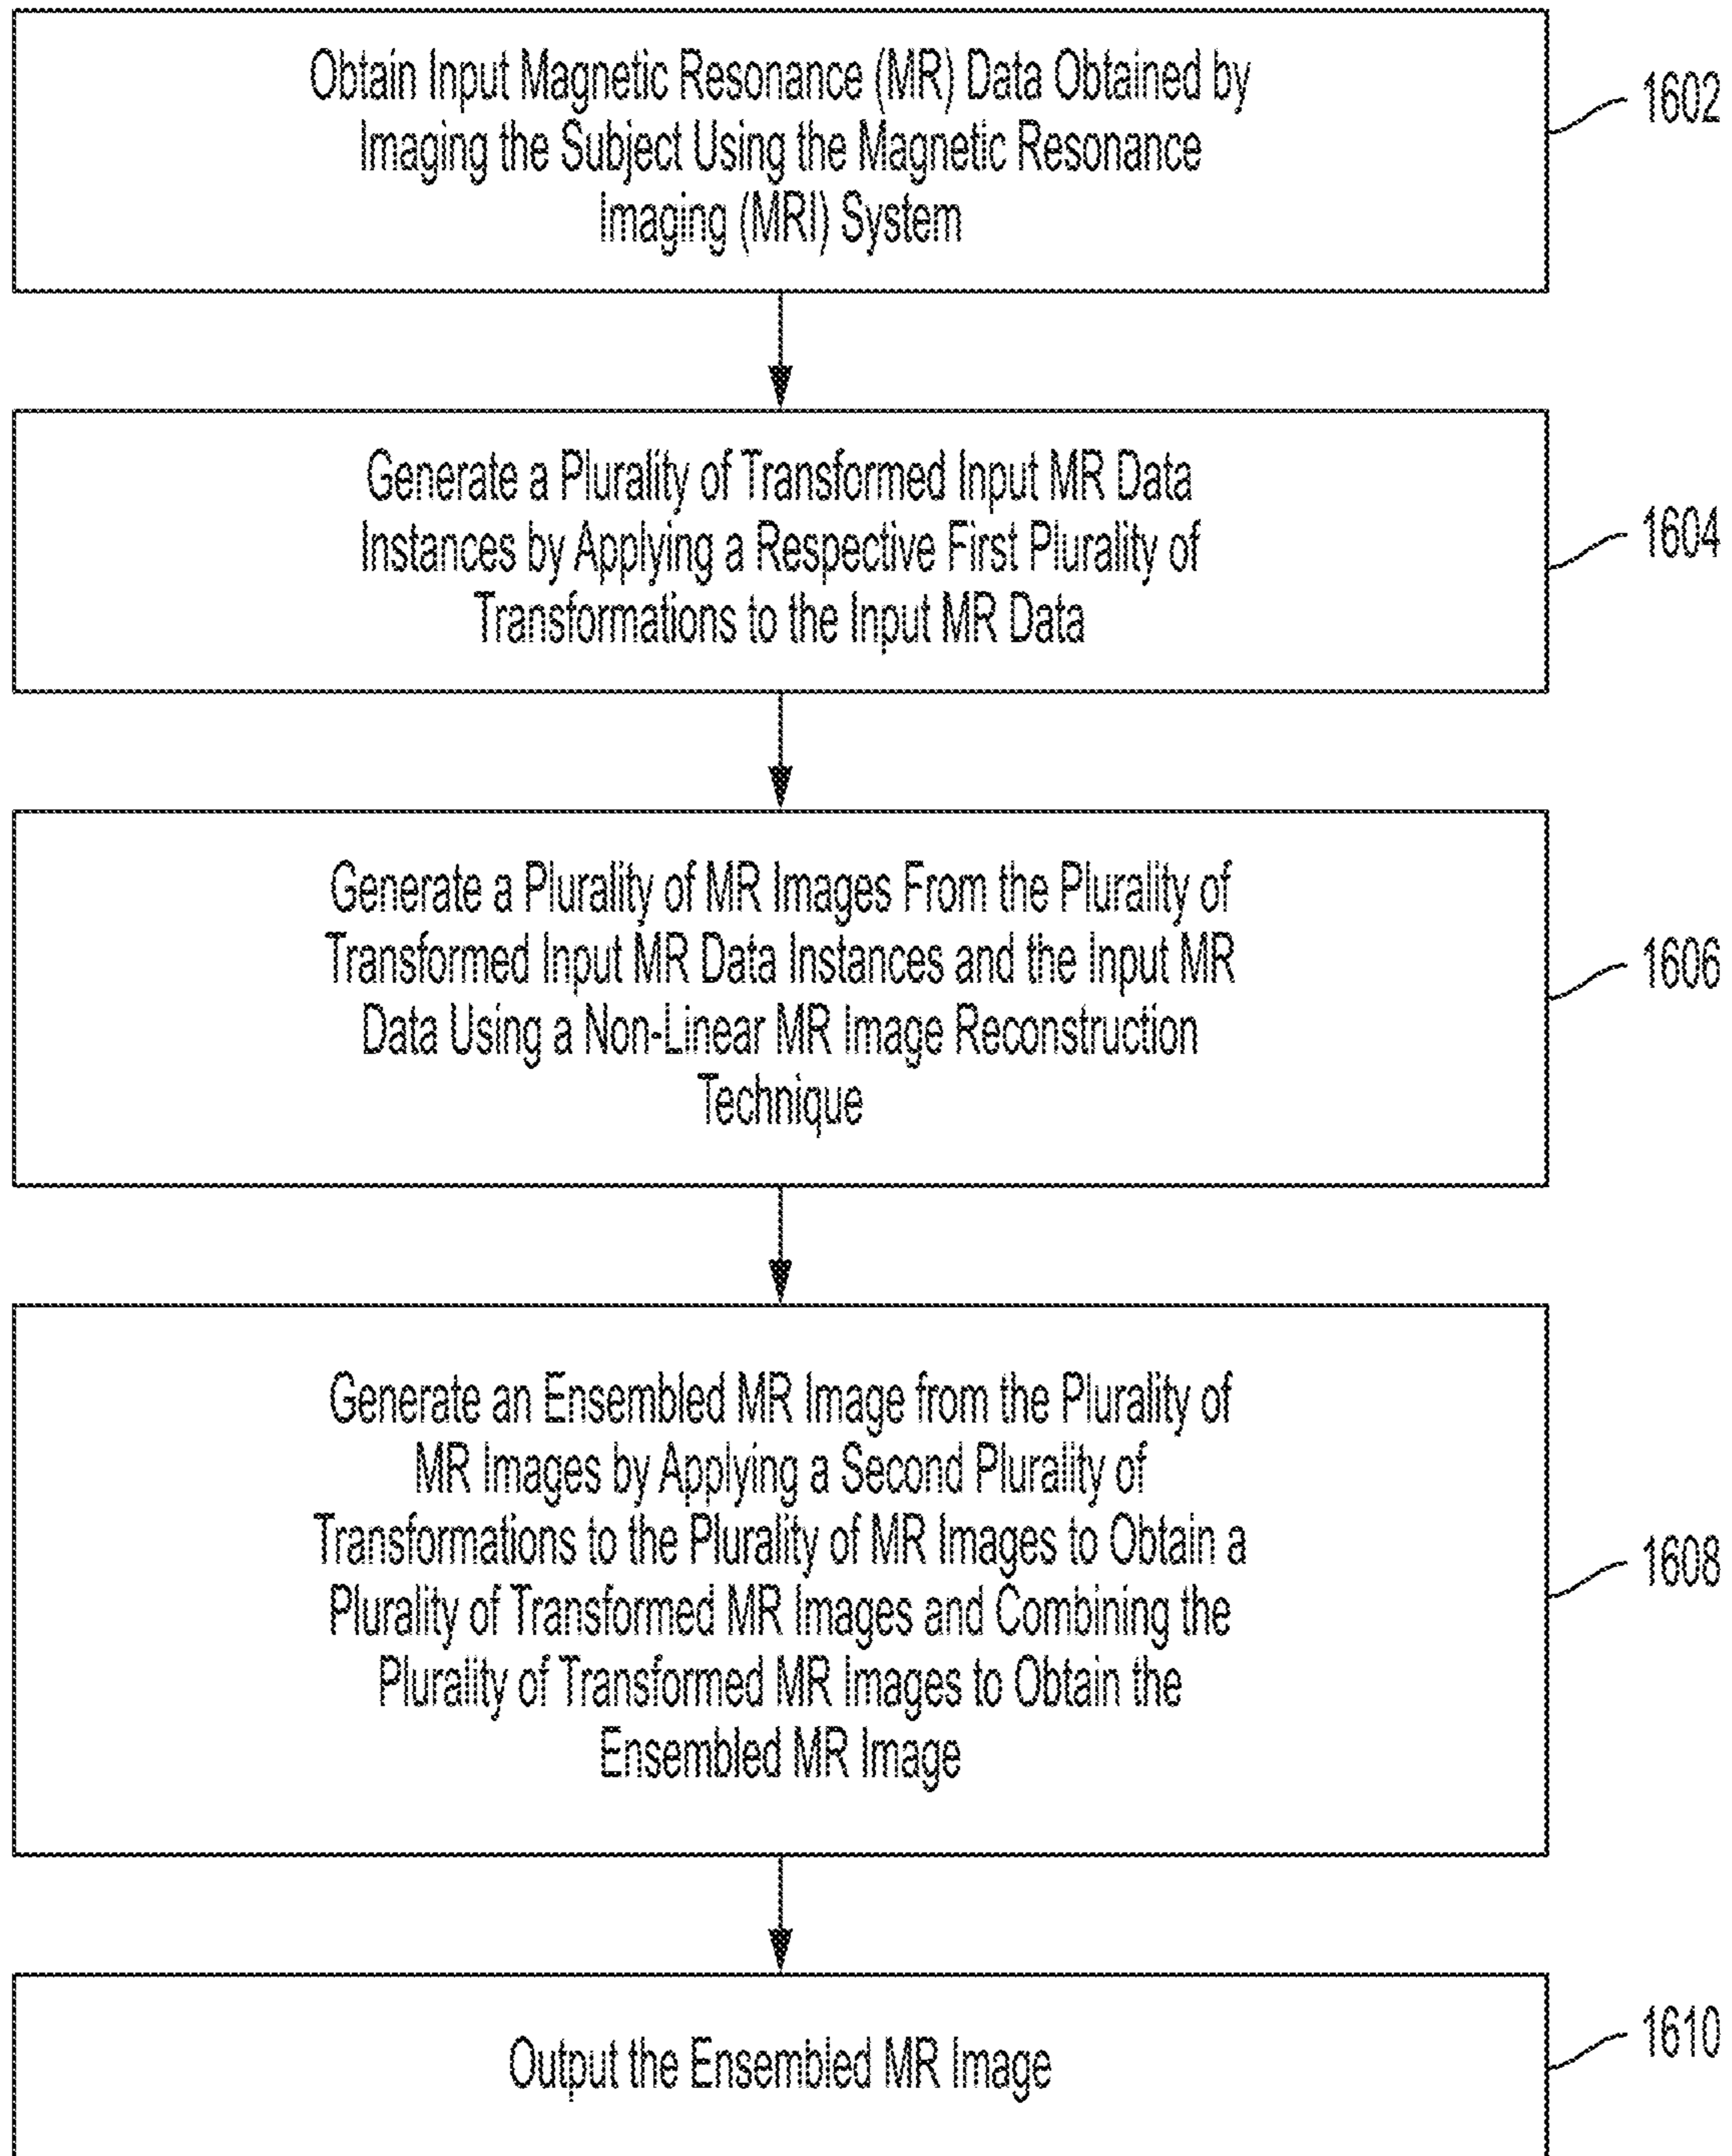 Obtain Input Magnetic Resonance (MR) Data Obtained by
Imaging the Subject Using the Magnetic Resonance
Imaging (MRI) System
1602
Generate a Plurality of Transformed Input MR Data
Instances by Applying a Respective First Plurality of
Transformations to the Input MR Data
1604
Generate a Plurality of MR Images From the Plurality of
Transformed Input MR Data Instances and the Input MR
Data Using a Non-Linear MR Image Reconstruction
Technique
1606
Generate an Ensembled MR Image from the Plurality of
MR Images by Applying a Second Plurality of
Transformations to the Plurality of MR Images to Obtain a
Plurality of Transformed MR Images and Combining the
Plurality of Transformed MR Images to Obtain the
Ensembled MR Image
1608
Output the Ensembled MR Image
1610